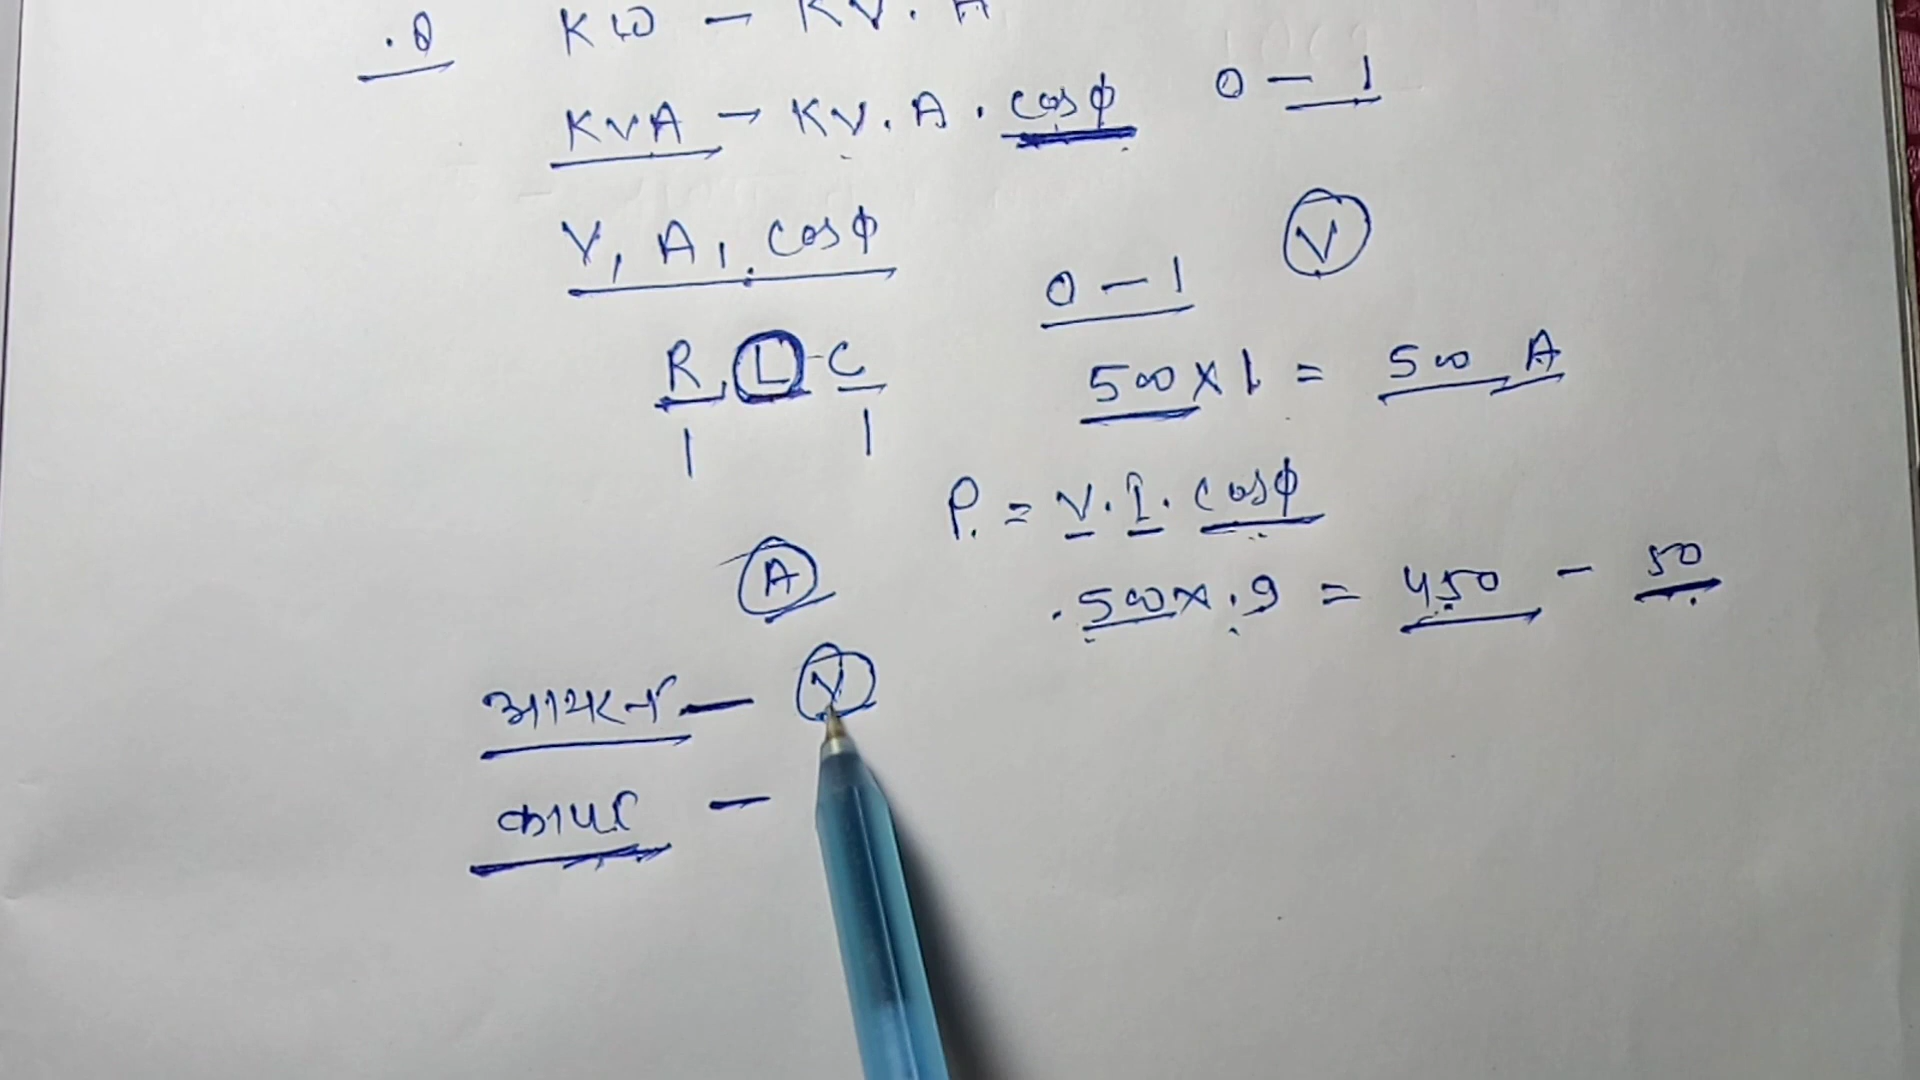 .8 KW - KV. A
KVA - KV. A. cosφ 0 - 1
V, A, cosφ
V
0 - 1
R, L - C
500 x 1 = 500 A
1 1
P. = V. I. cosφ
A
.500 x .9 = 450 - 50
आयरन - V
कापर -